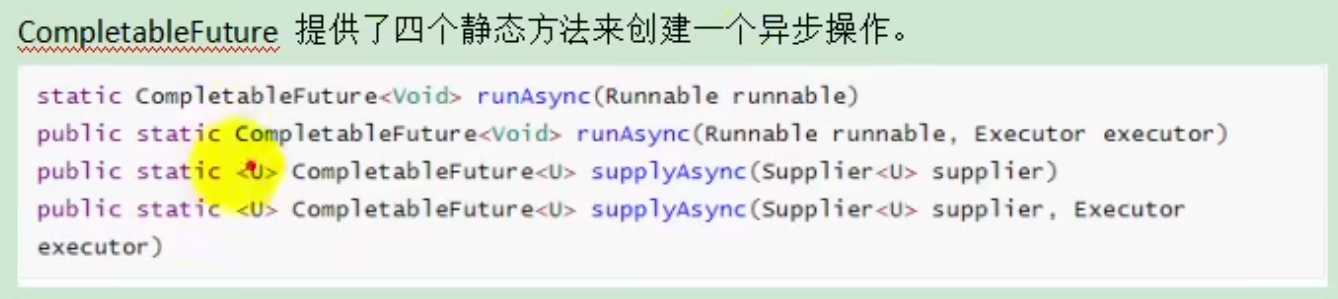 CompletableFuture 提供了四个静态方法来创建一个异步操作。
static CompletableFuture<Void> runAsync(Runnable runnable)
public static CompletableFuture<Void> runAsync(Runnable runnable, Executor executor)
public static <U> CompletableFuture<U> supplyAsync(Supplier<U> supplier)
public static <U> CompletableFuture<U> supplyAsync(Supplier<U> supplier, Executor
executor)